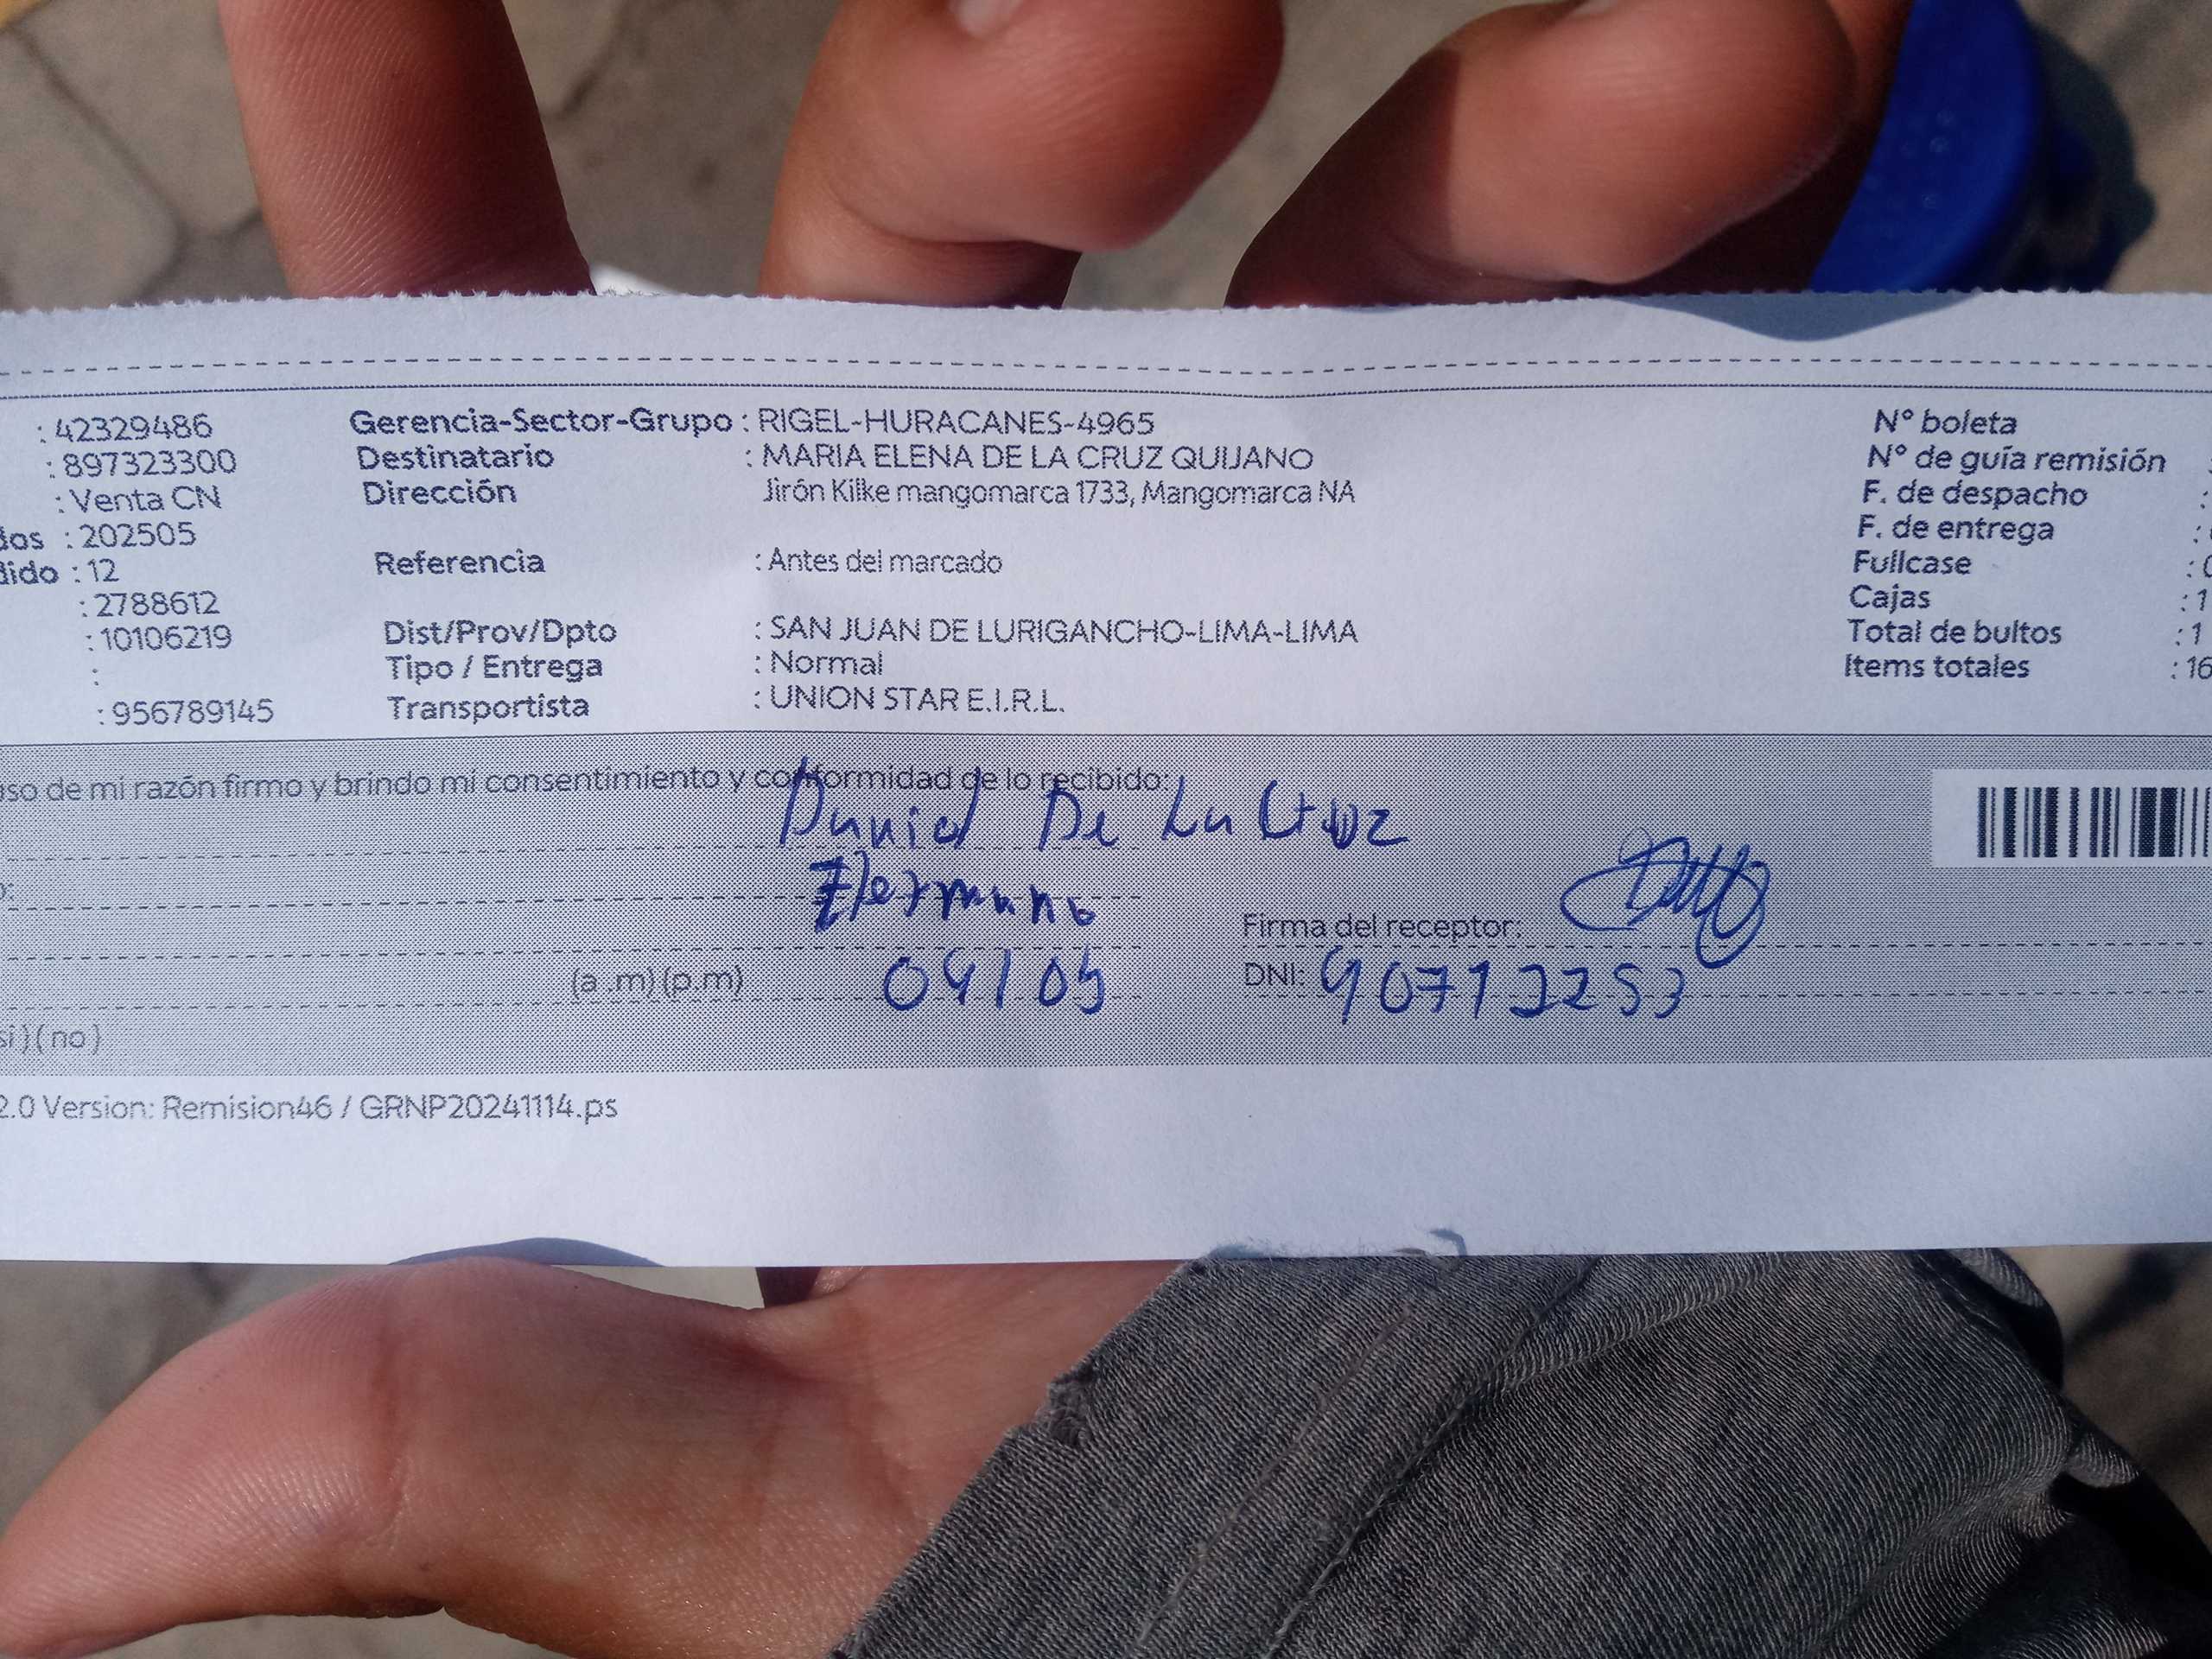 : 42329486 Gerencia-Sector-Grupo : RIGEL-HURACANES-4965 N° boleta
: 897323300 Destinatario : MARIA ELENA DE LA CRUZ QUIJANO N° de guía remisión :
: Venta CN Dirección Jirón Kilke mangomarca 1733, Mangomarca NA F. de despacho :
dos : 202505 F. de entrega :
dido : 12 Referencia : Antes del marcado Fullcase : 0
: 2788612 Cajas : 1
: 10106219 Dist/Prov/Dpto : SAN JUAN DE LURIGANCHO-LIMA-LIMA Total de bultos : 1
: Tipo / Entrega : Normal Items totales : 16
: 956789145 Transportista : UNION STAR E.I.R.L.
uso de mi razón firmo y brindo mi consentimiento y conformidad de lo recibido:
Daniel De La Cruz
Hermano
Firma del receptor:
(a .m) (p.m) 04/05 DNI:
si ) ( no )
2.0 Version: Remision46 / GRNP20241114.ps